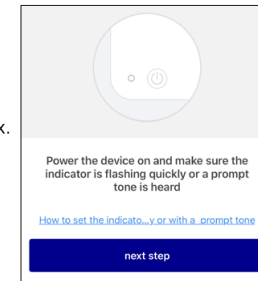 x.
Power the device on and make sure the
indicator is flashing quickly or a prompt
tone is heard
How to set the indicato...y or with a prompt tone
next step